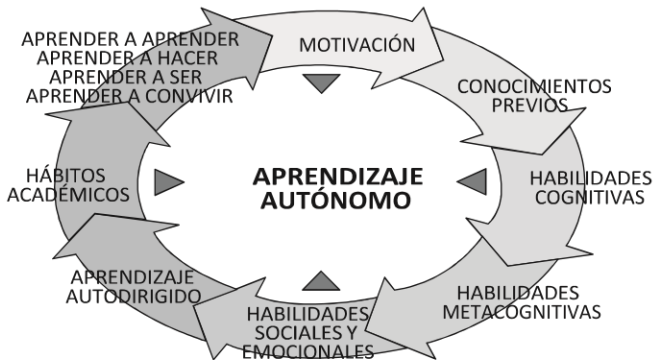 APRENDER A APRENDER
APRENDER A HACER
APRENDER A SER
APRENDER A CONVIVIR
MOTIVACIÓN
CONOCIMIENTOS
PREVIOS
HABILIDADES
COGNITIVAS
HABILIDADES
METACOGNITIVAS
HABILIDADES
SOCIALES Y
EMOCIONALES
APRENDIZAJE
AUTODIRIGIDO
HÁBITOS
ACADÉMICOS
APRENDIZAJE
AUTÓNOMO